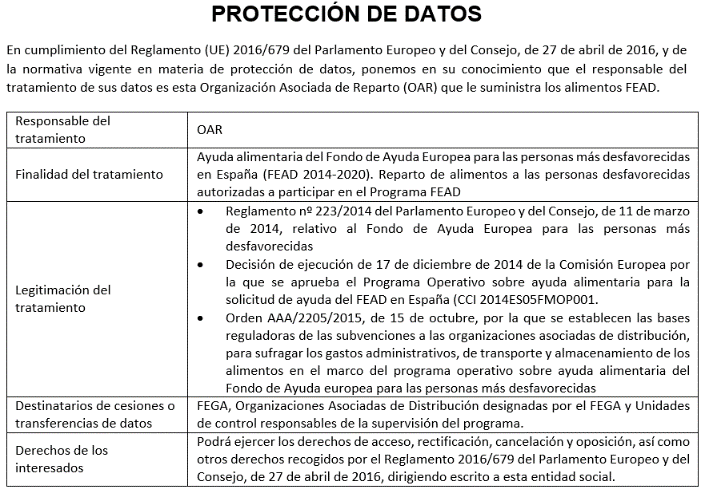 PROTECCIÓN DE DATOS
En cumplimiento del Reglamento (UE) 2016/679 del Parlamento Europeo y del Consejo, de 27 de abril de 2016, y de
la normativa vigente en materia de protección de datos, ponemos en su conocimiento que el responsable del
tratamiento de sus datos es esta Organización Asociada de Reparto (OAR) que le suministra los alimentos FEAD.
Responsable del
tratamiento
OAR
Finalidad del tratamiento
Ayuda alimentaria del Fondo de Ayuda Europea para las personas más desfavorecidas
en España (FEAD 2014-2020). Reparto de alimentos a las personas desfavorecidas
autorizadas a participar en el Programa FEAD
Legitimación del
tratamiento
• Reglamento nº 223/2014 del Parlamento Europeo y del Consejo, de 11 de marzo
de 2014, relativo al Fondo de Ayuda Europea para las personas más
desfavorecidas
• Decisión de ejecución de 17 de diciembre de 2014 de la Comisión Europea por
la que se aprueba el Programa Operativo sobre ayuda alimentaria para la
solicitud de ayuda del FEAD en España (CCI 2014ES05FMOP001.
• Orden AAA/2205/2015, de 15 de octubre, por la que se establecen las bases
reguladoras de las subvenciones a las organizaciones asociadas de distribución,
para sufragar los gastos administrativos, de transporte y almacenamiento de los
alimentos en el marco del programa operativo sobre ayuda alimentaria del
Fondo de Ayuda europea para las personas más desfavorecidas
Destinatarios de cesiones o
transferencias de datos
FEGA, Organizaciones Asociadas de Distribución designadas por el FEGA y Unidades
de control responsables de la supervisión del programa.
Derechos de los
interesados
Podrá ejercer los derechos de acceso, rectificación, cancelación y oposición, así como
otros derechos recogidos por el Reglamento 2016/679 del Parlamento Europeo y del
Consejo, de 27 de abril de 2016, dirigiendo escrito a esta entidad social.